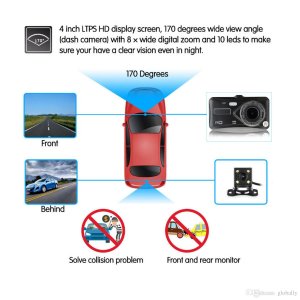 4 inch LTPS HD display screen, 170 degrees wide view angle
(dash camera) with 8 × wide digital zoom and 10 leds to make
sure your have a clear vision even in night.
LTPS
170 Degrees
Front
Behind
Solve collision problem
Front and rear monitor